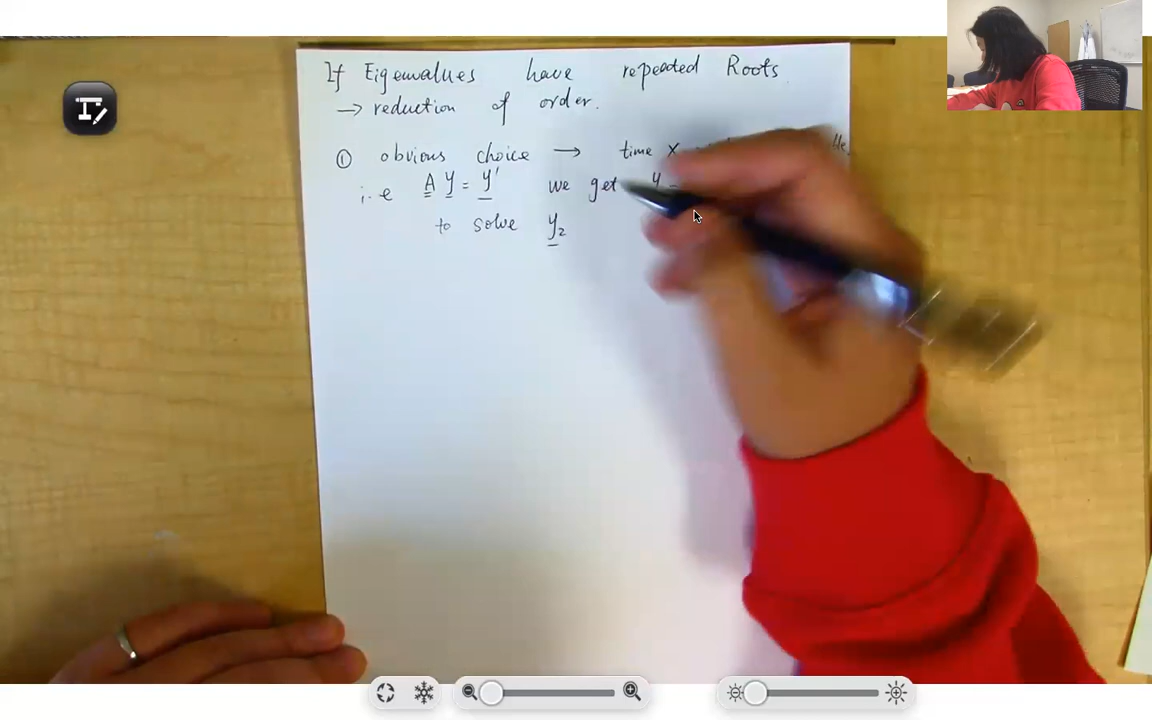 If Eigenvalues have repeated Roots
→ reduction of order.
① obvious choice → time x
i.e A y = y' we get y
to solve y₂